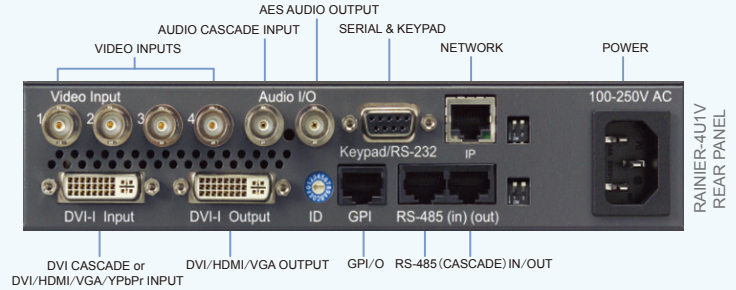 AES AUDIO OUTPUT
AUDIO CASCADE INPUT
SERIAL & KEYPAD
VIDEO INPUTS
NETWORK
POWER
Video Input
Audio I/O
100-250V AC
1
2
3
4
Keypad/RS-232
IP
DVI-I Input
DVI-I Output
ID
GPI
RS-485 (in) (out)
RAINIER-4U1V
REAR PANEL
DVI CASCADE or
DVI/HDMI/VGA/YPbPr INPUT
DVI/HDMI/VGA OUTPUT
GPI/O
RS-485(CASCADE)IN/OUT